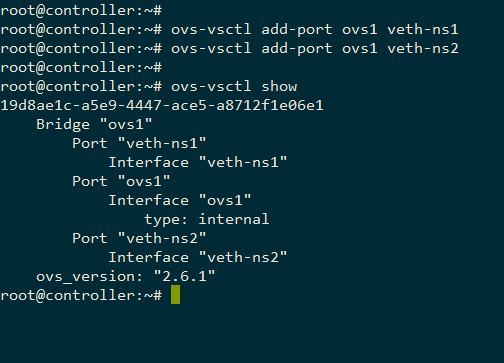 root@controller:~#
root@controller:~# ovs-vsctl add-port ovs1 veth-ns1
root@controller:~# ovs-vsctl add-port ovs1 veth-ns2
root@controller:~#
root@controller:~# ovs-vsctl show
19d8ae1c-a5e9-4447-ace5-a8712f1e06e1
    Bridge "ovs1"
        Port "veth-ns1"
            Interface "veth-ns1"
        Port "ovs1"
            Interface "ovs1"
                type: internal
        Port "veth-ns2"
            Interface "veth-ns2"
    ovs_version: "2.6.1"
root@controller:~#